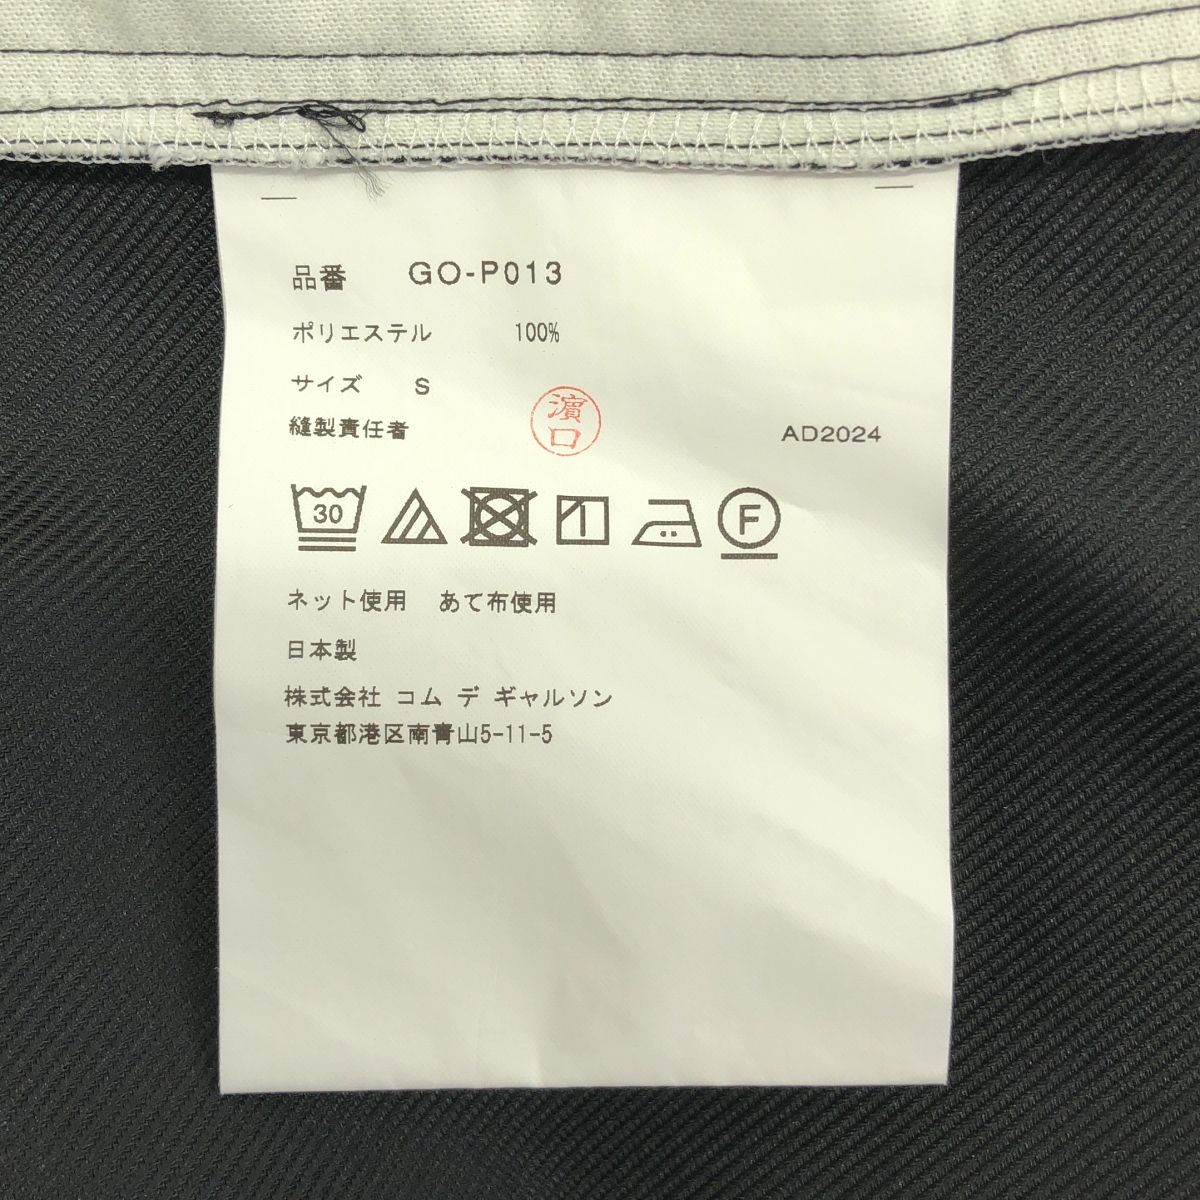 品番 GO-P013
ポリエステル 100%
サイズ S
縫製責任者 濵口 AD2024
30 F
ネット使用 あて布使用
日本製
株式会社 コム デ ギャルソン
東京都港区南青山5-11-5